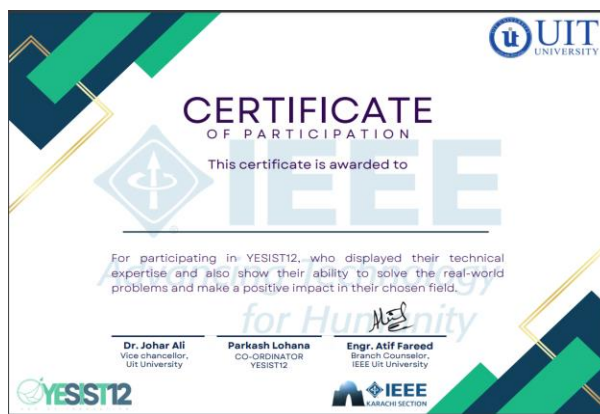 UIT
UNIVERSITY
CERTIFICATE
OF PARTICIPATION
This certificate is awarded to
IEEE
For participating in YESIST12, who displayed their technical
expertise and also show their ability to solve the real-world
problems and make a positive impact in their chosen field.
Advancing Technology
for Humanity
Dr. Johar Ali
Vice chancellor,
Uit University
Parkash Lohana
CO-ORDINATOR
YESIST12
Engr. Atif Fareed
Branch Counselor,
IEEE Uit University
YESIST12
IEEE
KARACHI SECTION